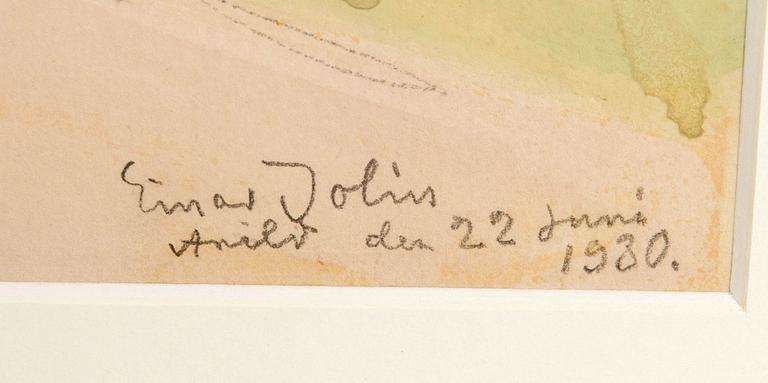 Einar Jolin
Arild den 22 Juni
1930.